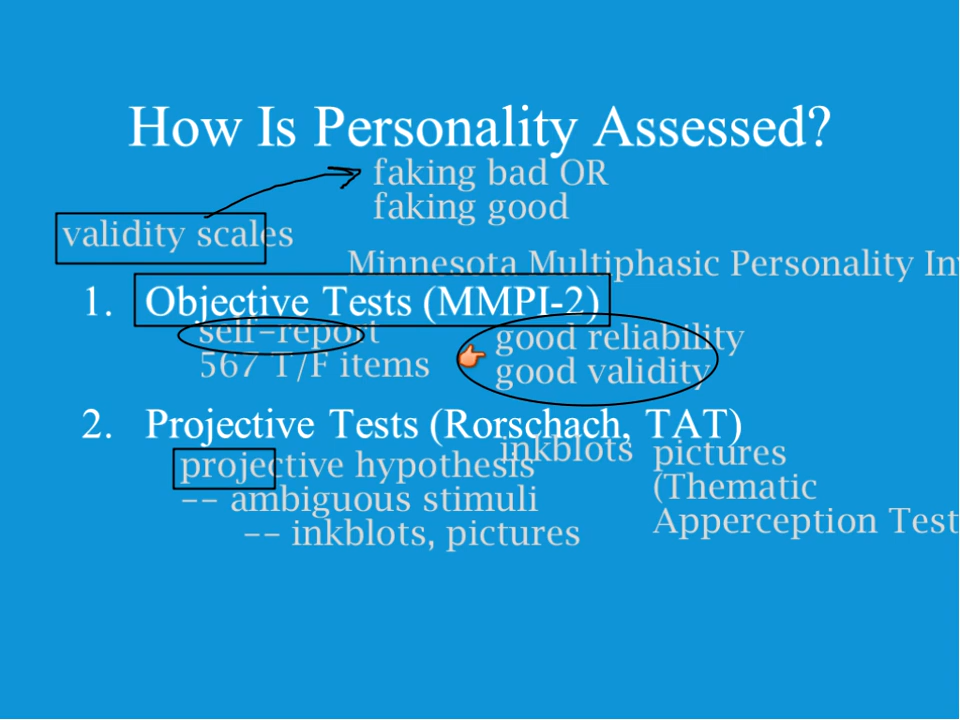 How Is Personality Assessed?
faking bad OR
faking good
validity scales
Minnesota Multiphasic Personality Inv
1. Objective Tests (MMPI-2)
self-report
567 T/F items
good reliability
good validity
2. Projective Tests (Rorschach, TAT)
inkblots
pictures
(Thematic
Apperception Test
projective hypothesis
-- ambiguous stimuli
-- inkblots, pictures